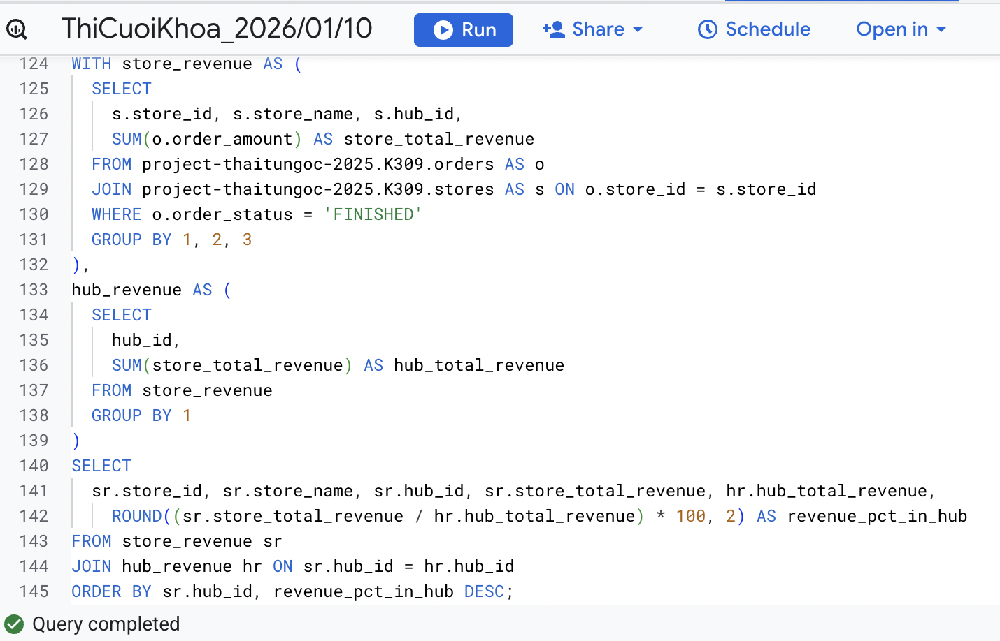 ThiCuoiKhoa_2026/01/10 Run Share Schedule Open in
124 WITH store_revenue AS (
125 SELECT
126 s.store_id, s.store_name, s.hub_id,
127 SUM(o.order_amount) AS store_total_revenue
128 FROM project-thaitungoc-2025.K309.orders AS o
129 JOIN project-thaitungoc-2025.K309.stores AS s ON o.store_id = s.store_id
130 WHERE o.order_status = 'FINISHED'
131 GROUP BY 1, 2, 3
132 ),
133 hub_revenue AS (
134 SELECT
135 hub_id,
136 SUM(store_total_revenue) AS hub_total_revenue
137 FROM store_revenue
138 GROUP BY 1
139 )
140 SELECT
141 sr.store_id, sr.store_name, sr.hub_id, sr.store_total_revenue, hr.hub_total_revenue,
142 ROUND((sr.store_total_revenue / hr.hub_total_revenue) * 100, 2) AS revenue_pct_in_hub
143 FROM store_revenue sr
144 JOIN hub_revenue hr ON sr.hub_id = hr.hub_id
145 ORDER BY sr.hub_id, revenue_pct_in_hub DESC;
Query completed